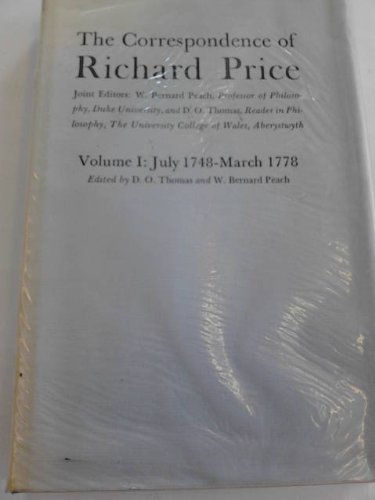 The Correspondence of
Richard Price
Joint Editors: W. Bernard Peach, Professor of Philoso-
phy, Duke University, and D. O. Thomas, Reader in Phi-
losophy, The University College of Wales, Aberystwyth
Volume I: July 1748-March 1778
Edited by D. O. Thomas and W. Bernard Peach